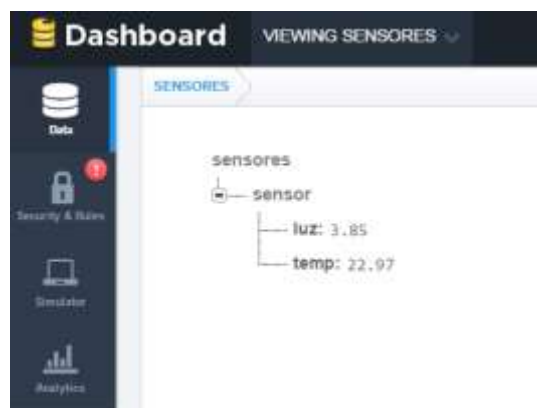 Dashboard VIEWING SENSORES
SENSORES
Data
sensores
sensor
luz: 3.85
temp: 22.97
Security & Rules
Simulator
Analytics